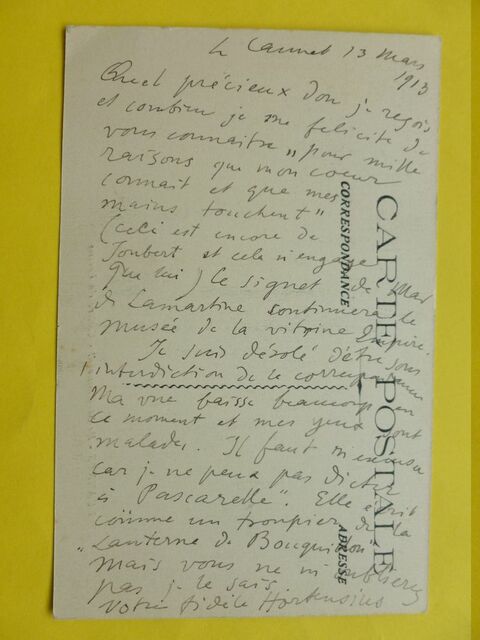 Le Cannet 13 Mars
1913
Quel précieux don je reçois
et combien je me félicite de
vous connaître "pour mille
raisons que mon coeur
connait et que mes
mains touchent"
(ceci est encore de
Joubert et cela n'engage
que lui) le signet de
de Lamartine continuera le
musée de la vitrine Empire.
Je suis désolé d'être sous
l'interdiction de le correspondance
Ma vue baisse beaucoup en
ce moment et mes yeux sont
malades. Il faut m'excuser
car je ne peux pas dicter
à "Pascarelle". Elle écrit
comme un troupier de la
"Lanterne de Bouquillon"
mais vous ne m'oublierez
pas je le sais
Votre fidèle Hortensius
CARTE POSTALE
CORRESPONDANCE
ADRESSE